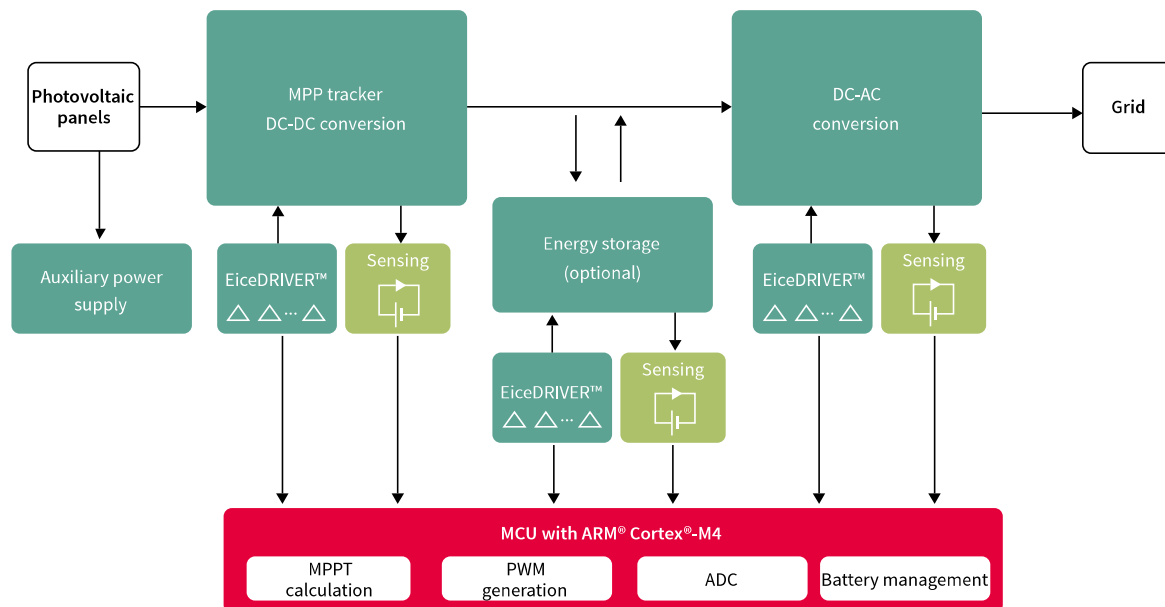 Photovoltaic
panels
MPP tracker
DC-DC conversion
DC-AC
conversion
Grid
Auxiliary power
supply
EiceDRIVER™
...
Sensing
Energy storage
(optional)
EiceDRIVER™
...
Sensing
EiceDRIVER™
...
Sensing
MCU with ARM® Cortex®-M4
MPPT
calculation
PWM
generation
ADC
Battery management